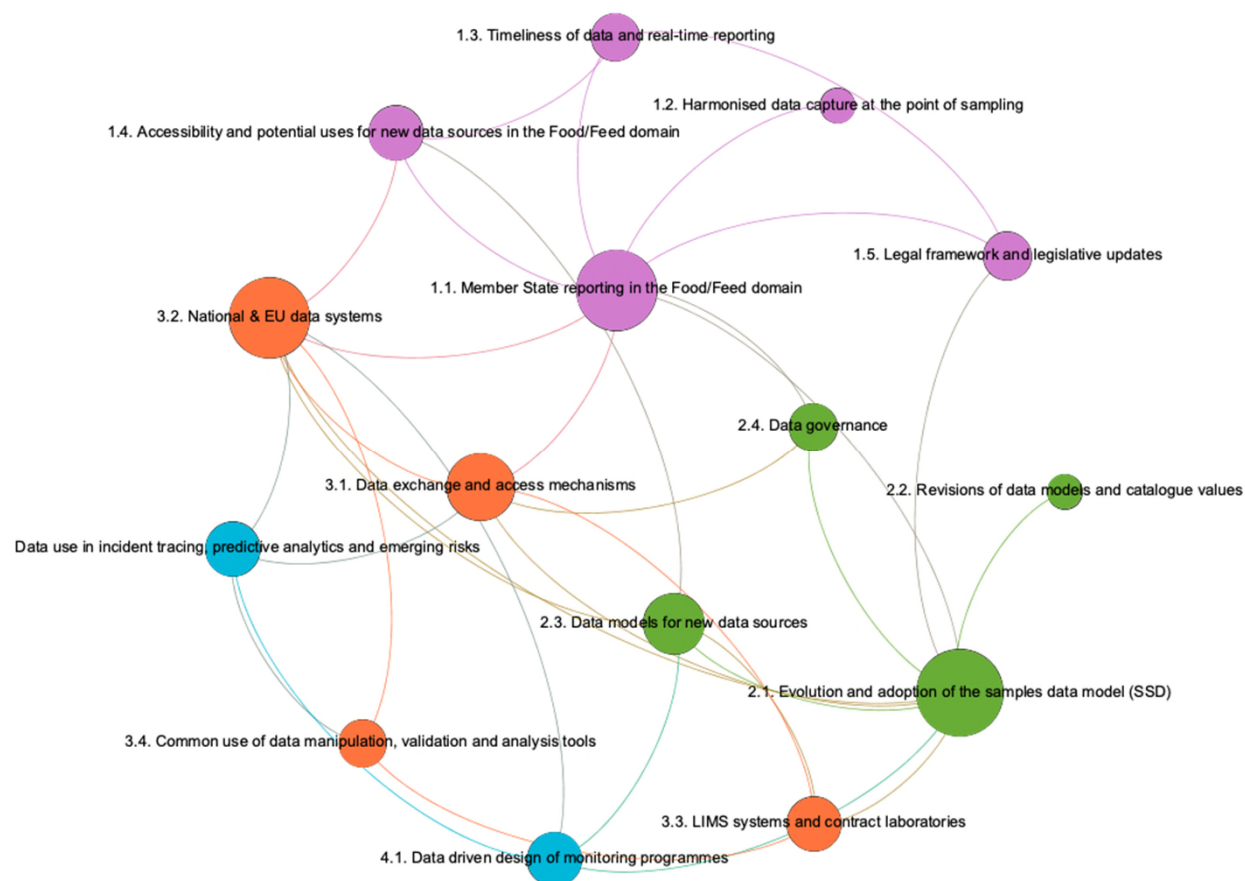 1.3. Timeliness of data and real-time reporting
1.2. Harmonised data capture at the point of sampling
1.4. Accessibility and potential uses for new data sources in the Food/Feed domain
1.5. Legal framework and legislative updates
1.1. Member State reporting in the Food/Feed domain
3.2. National & EU data systems
2.4. Data governance
3.1. Data exchange and access mechanisms
2.2. Revisions of data models and catalogue values
Data use in incident tracing, predictive analytics and emerging risks
2.3. Data models for new data sources
2.1. Evolution and adoption of the samples data model (SSD)
3.4. Common use of data manipulation, validation and analysis tools
3.3. LIMS systems and contract laboratories
4.1. Data driven design of monitoring programmes